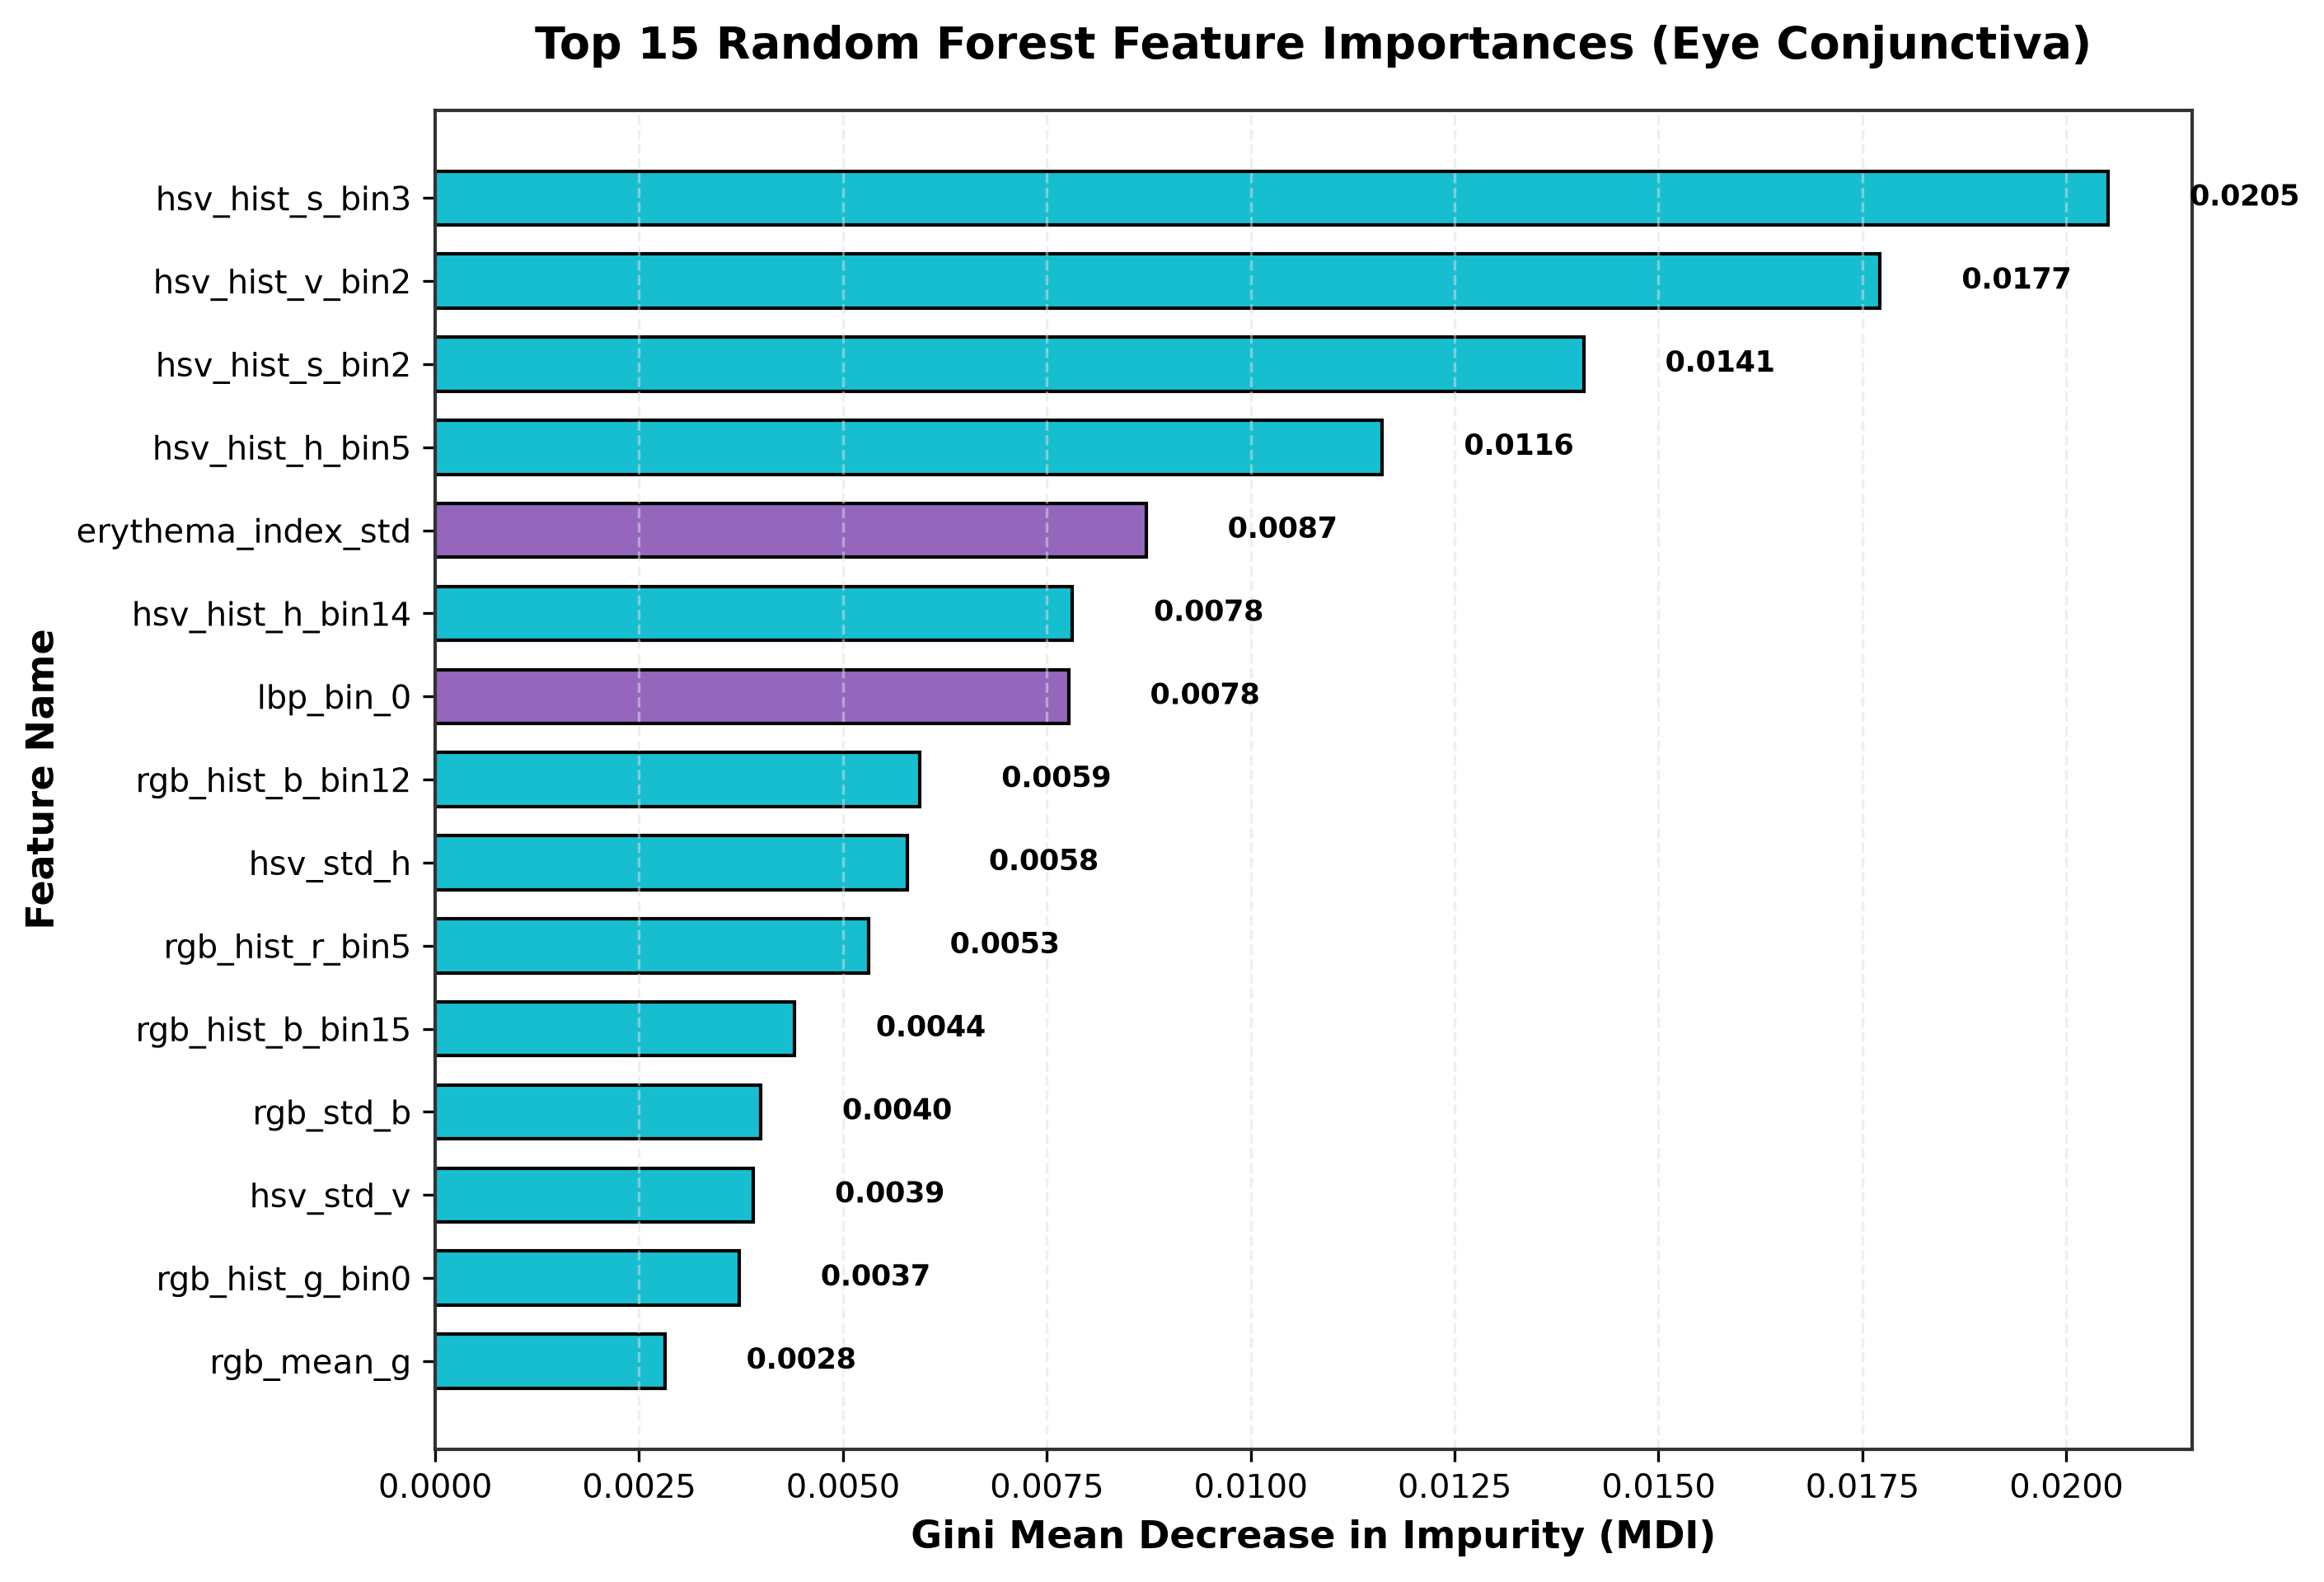 Top 15 Random Forest Feature Importances (Eye Conjunctiva)
Feature Name
hsv_hist_s_bin3 0.0205
hsv_hist_v_bin2 0.0177
hsv_hist_s_bin2 0.0141
hsv_hist_h_bin5 0.0116
erythema_index_std 0.0087
hsv_hist_h_bin14 0.0078
lbp_bin_0 0.0078
rgb_hist_b_bin12 0.0059
hsv_std_h 0.0058
rgb_hist_r_bin5 0.0053
rgb_hist_b_bin15 0.0044
rgb_std_b 0.0040
hsv_std_v 0.0039
rgb_hist_g_bin0 0.0037
rgb_mean_g 0.0028
0.0000 0.0025 0.0050 0.0075 0.0100 0.0125 0.0150 0.0175 0.0200
Gini Mean Decrease in Impurity (MDI)